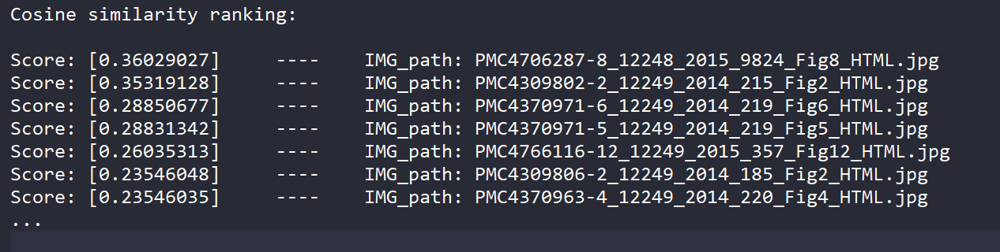 Cosine similarity ranking:
Score: [0.36029027] ---- IMG_path: PMC4706287-8_12248_2015_9824_Fig8_HTML.jpg
Score: [0.35319128] ---- IMG_path: PMC4309802-2_12249_2014_215_Fig2_HTML.jpg
Score: [0.28850677] ---- IMG_path: PMC4370971-6_12249_2014_219_Fig6_HTML.jpg
Score: [0.28831342] ---- IMG_path: PMC4370971-5_12249_2014_219_Fig5_HTML.jpg
Score: [0.26035313] ---- IMG_path: PMC4766116-12_12249_2015_357_Fig12_HTML.jpg
Score: [0.23546048] ---- IMG_path: PMC4309806-2_12249_2014_185_Fig2_HTML.jpg
Score: [0.23546035] ---- IMG_path: PMC4370963-4_12249_2014_220_Fig4_HTML.jpg
...